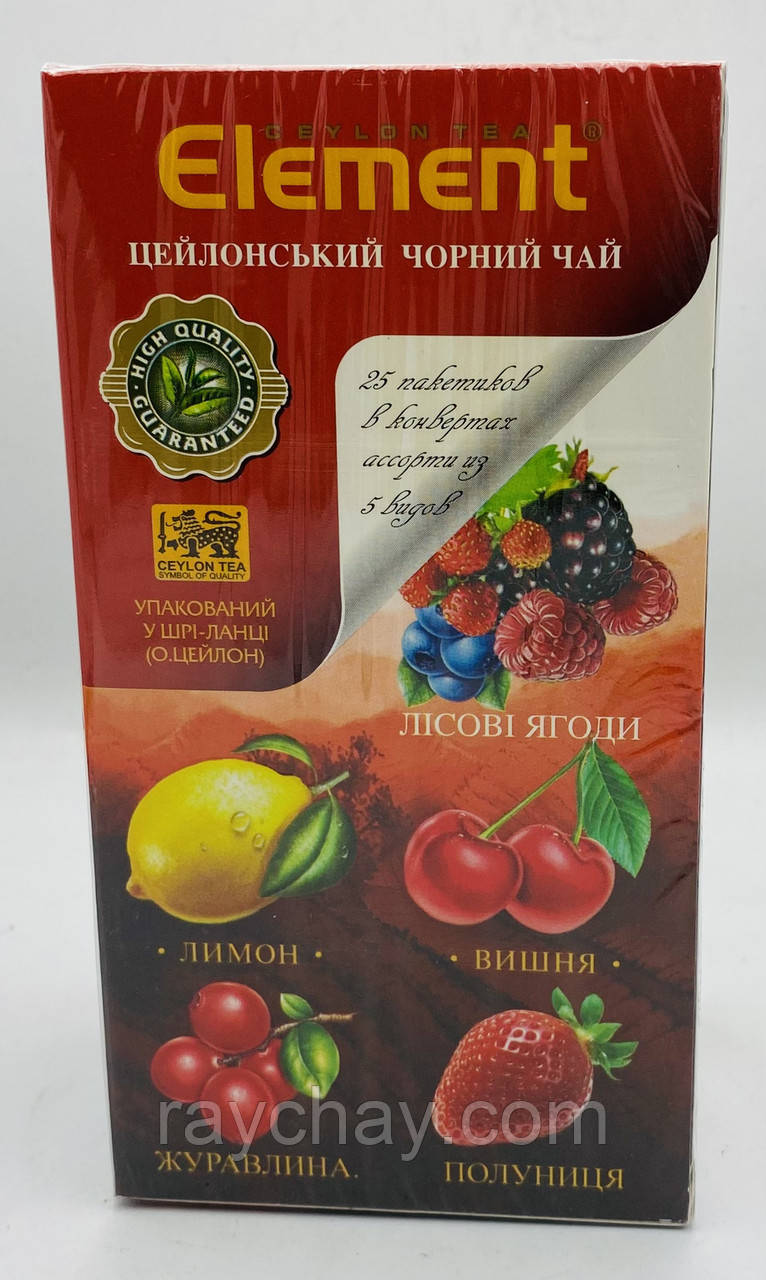 CEYLON TEA
Element®
ЦЕЙЛОНСЬКИЙ ЧОРНИЙ ЧАЙ
HIGH QUALITY
GUARANTEED
25 пакетиков
в конвертах
ассорти из
5 видов
CEYLON TEA
SYMBOL OF QUALITY
УПАКОВАНИЙ
У ШРІ-ЛАНЦІ
(О.ЦЕЙЛОН)
ЛІСОВІ ЯГОДИ
· ЛИМОН ·
· ВИШНЯ ·
raychay.com
ЖУРАВЛИНА.
ПОЛУНИЦЯ